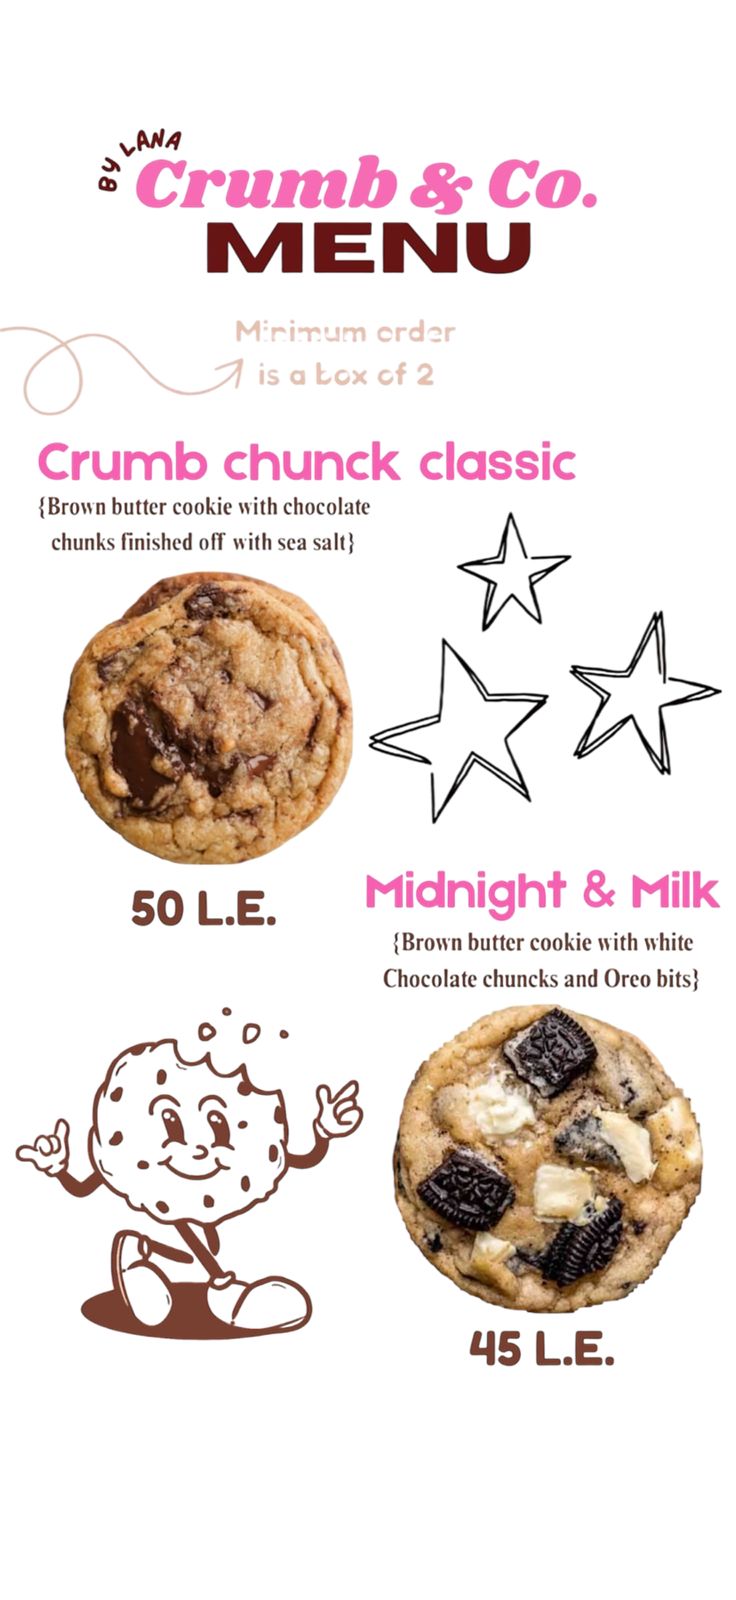 BY LANA
Crumb & Co.
MENU
Minimum order
is a box of 2
Crumb chunck classic
{Brown butter cookie with chocolate
chunks finished off with sea salt}
50 L.E.
Midnight & Milk
{Brown butter cookie with white
Chocolate chuncks and Oreo bits}
45 L.E.